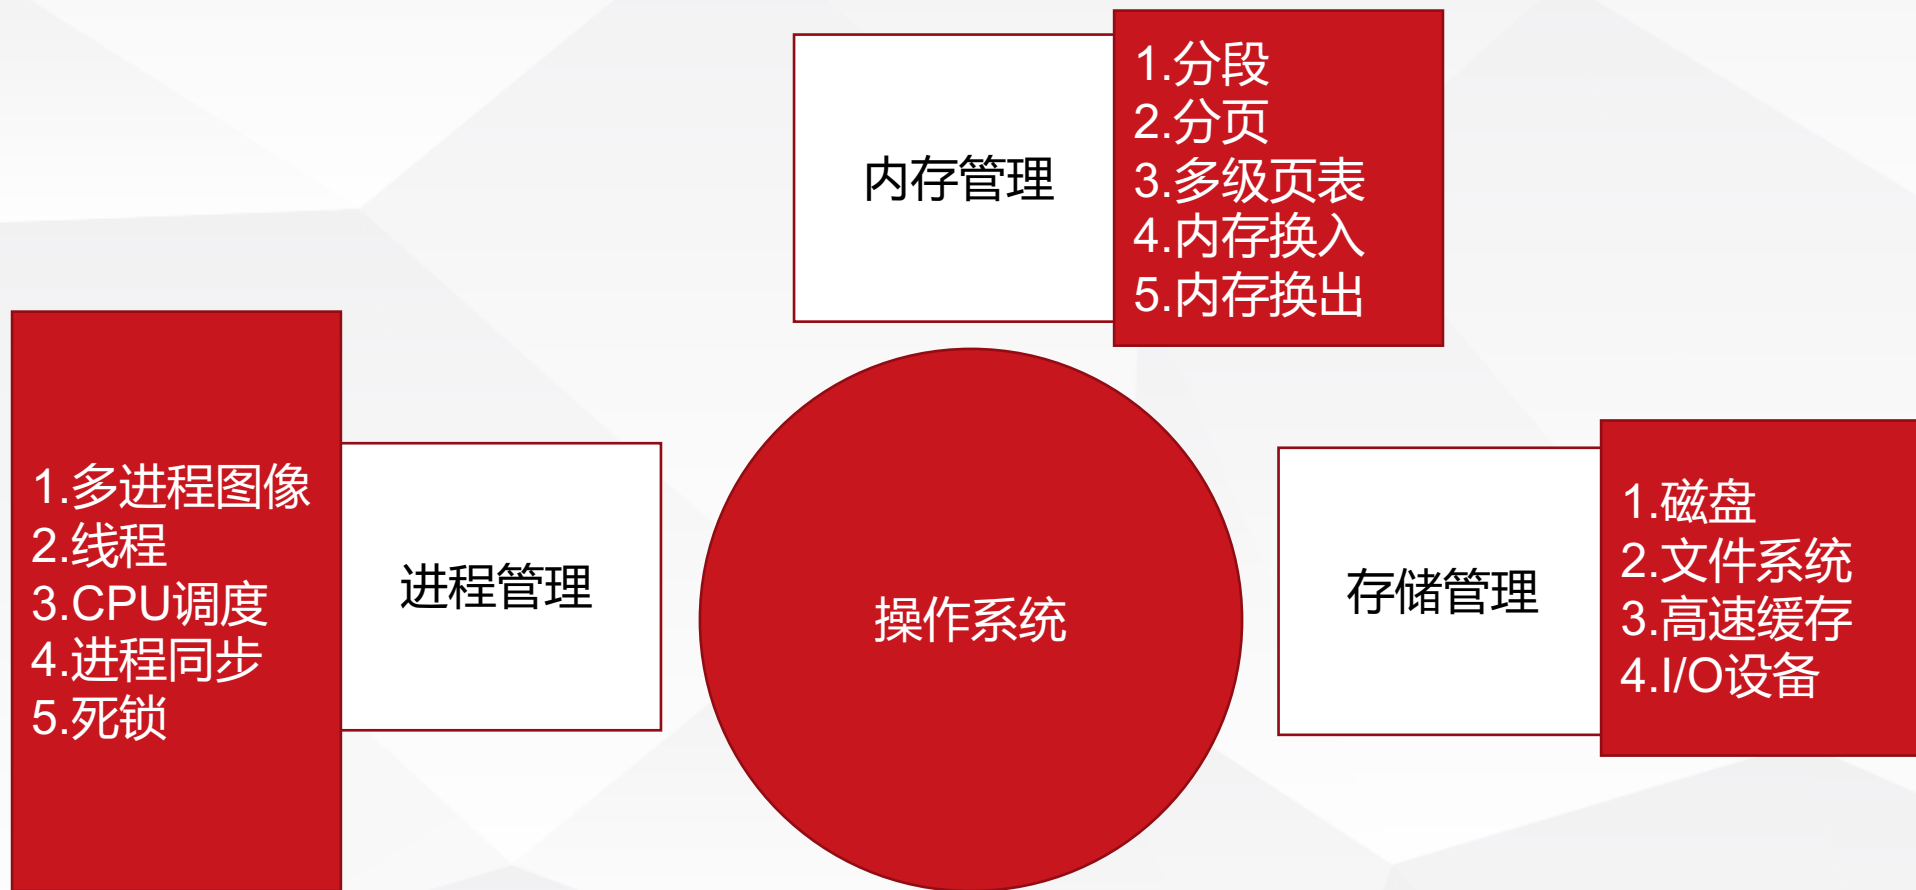 内存管理
1.分段
2.分页
3.多级页表
4.内存换入
5.内存换出
1.多进程图像
2.线程
3.CPU调度
4.进程同步
5.死锁
进程管理
操作系统
存储管理
1.磁盘
2.文件系统
3.高速缓存
4.I/O设备